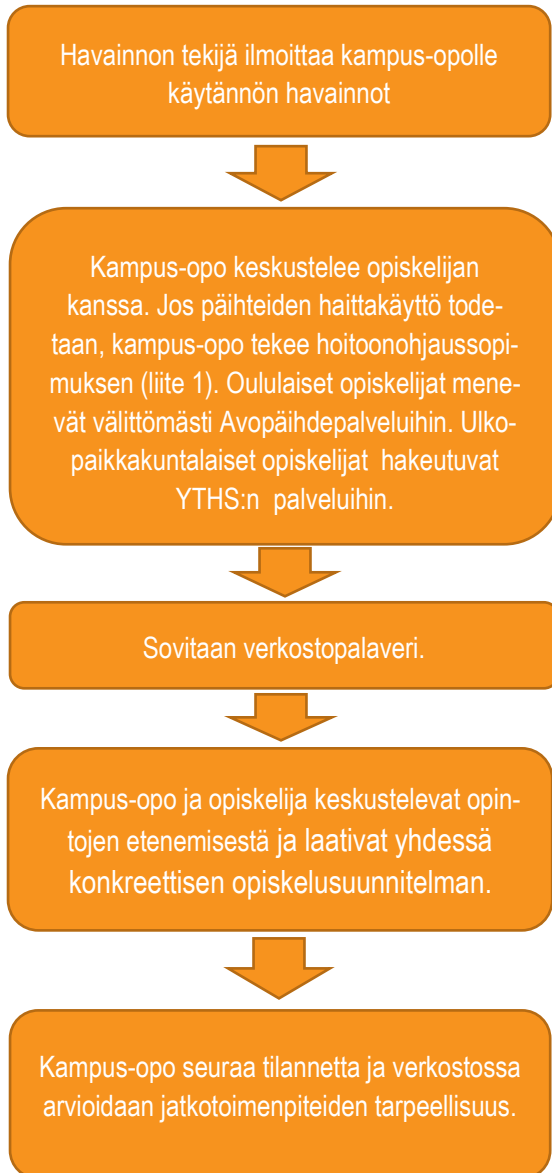 Havainnon tekijä ilmoittaa kampus-opolle
käytännön havainnot
Kampus-opo keskustelee opiskelijan
kanssa. Jos päihteiden haittakäyttö tode-
taan, kampus-opo tekee hoitoonohjaussopi-
muksen (liite 1). Oululaiset opiskelijat mene-
vät välittömästi Avopäihdepalveluihin. Ulko-
paikkakuntalaiset opiskelijat hakeutuvat
YTHS:n palveluihin.
Sovitaan verkostopalaveri.
Kampus-opo ja opiskelija keskustelevat opin-
tojen etenemisestä ja laativat yhdessä
konkreettisen opiskelusuunnitelman.
Kampus-opo seuraa tilannetta ja verkostossa
arvioidaan jatkotoimenpiteiden tarpeellisuus.